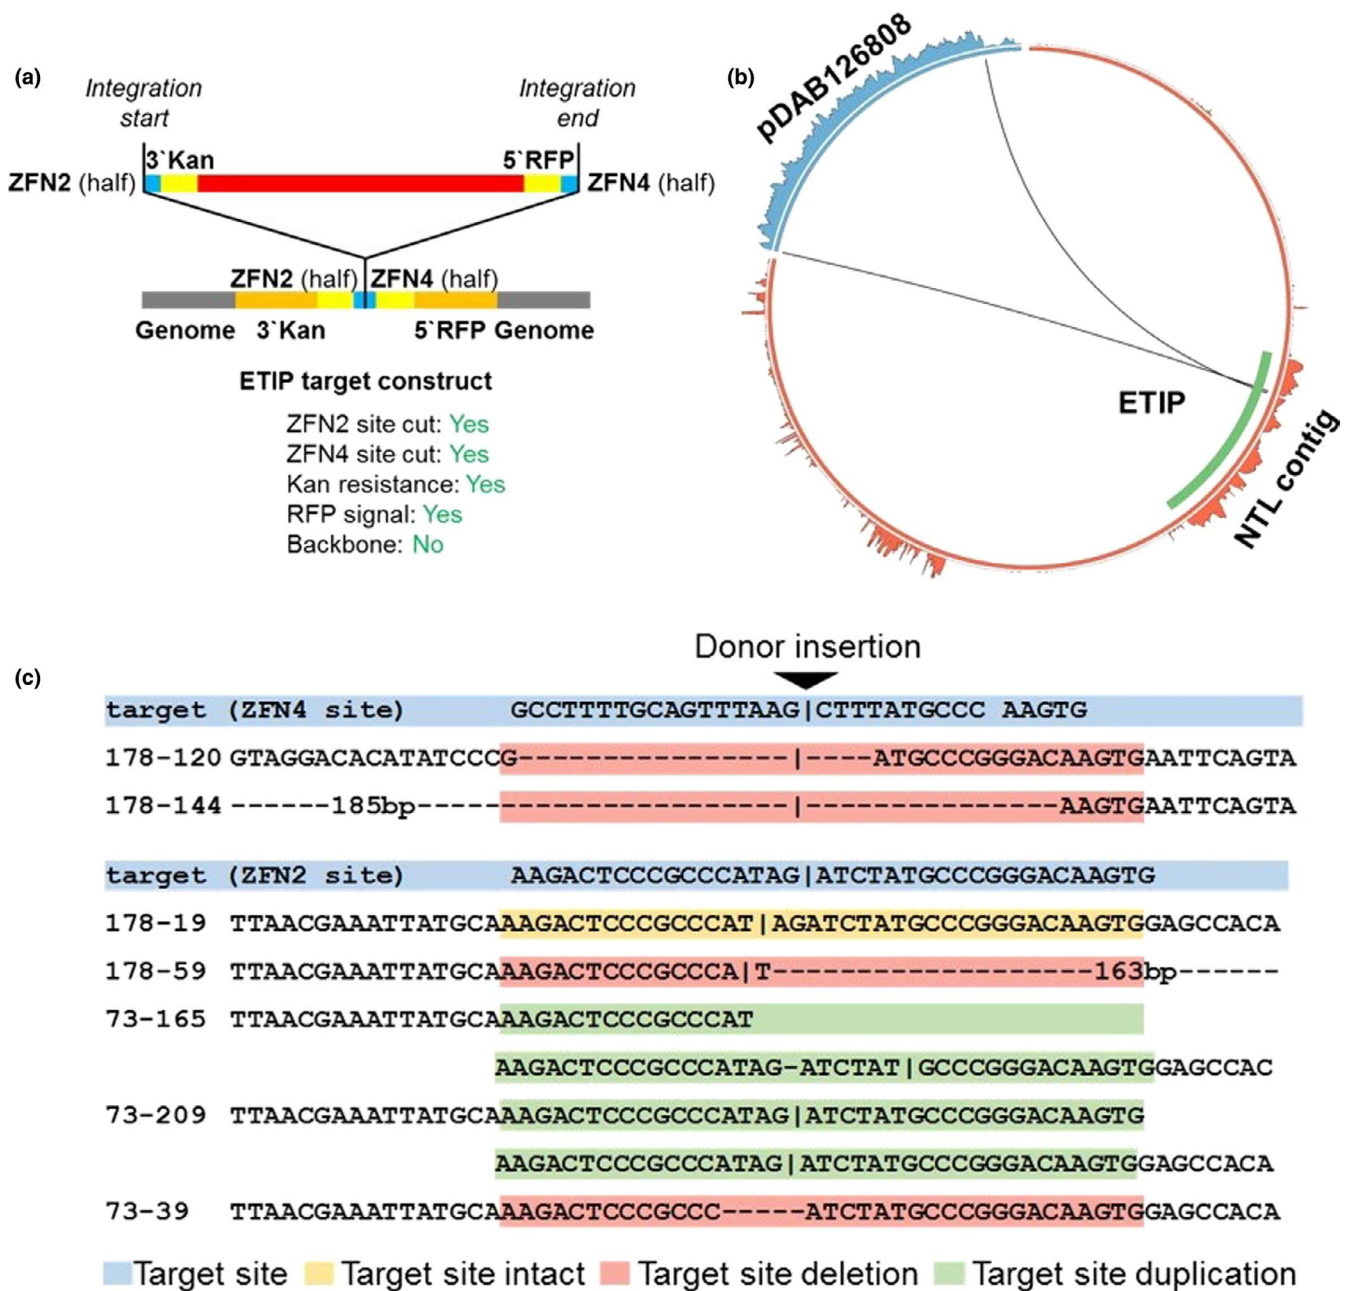 (a)
Integration start
Integration end
3`Kan
5`RFP
ZFN2 (half)
ZFN4 (half)
ZFN2 (half)
ZFN4 (half)
Genome
3`Kan
5`RFP
Genome
ETIP target construct
ZFN2 site cut: Yes
ZFN4 site cut: Yes
Kan resistance: Yes
RFP signal: Yes
Backbone: No
(b)
pDAB126808
ETIP
NTL contig
(c)
Donor insertion
target (ZFN4 site) GCCTTTTGCAGTTTAAG|CTTTATGCCC AAGTG
178-120 GTAGGACACATATCCCG----------------|----ATGCCCGGGACAAGTGAATTCAGTA
178-144 ------185bp----------------------|---------------AAGTGAATTCAGTA
target (ZFN2 site) AAGACTCCCGCCCATAG|ATCTATGCCCGGGACAAGTG
178-19 TTAACGAAATTATGCAAAGACTCCCGCCCAT|AGATCTATGCCCGGGACAAGTGGAGCCACA
178-59 TTAACGAAATTATGCAAAGACTCCCGCCCA|T-------------------163bp------
73-165 TTAACGAAATTATGCAAAGACTCCCGCCCAT
AAGACTCCCGCCCATAG-ATCTAT|GCCCGGGACAAGTGGAGCCAC
73-209 TTAACGAAATTATGCAAAGACTCCCGCCCATAG|ATCTATGCCCGGGACAAGTG
AAGACTCCCGCCCATAG|ATCTATGCCCGGGACAAGTGGAGCCACA
73-39 TTAACGAAATTATGCAAAGACTCCCGCCC-----ATCTATGCCCGGGACAAGTGGAGCCACA
Target site
Target site intact
Target site deletion
Target site duplication